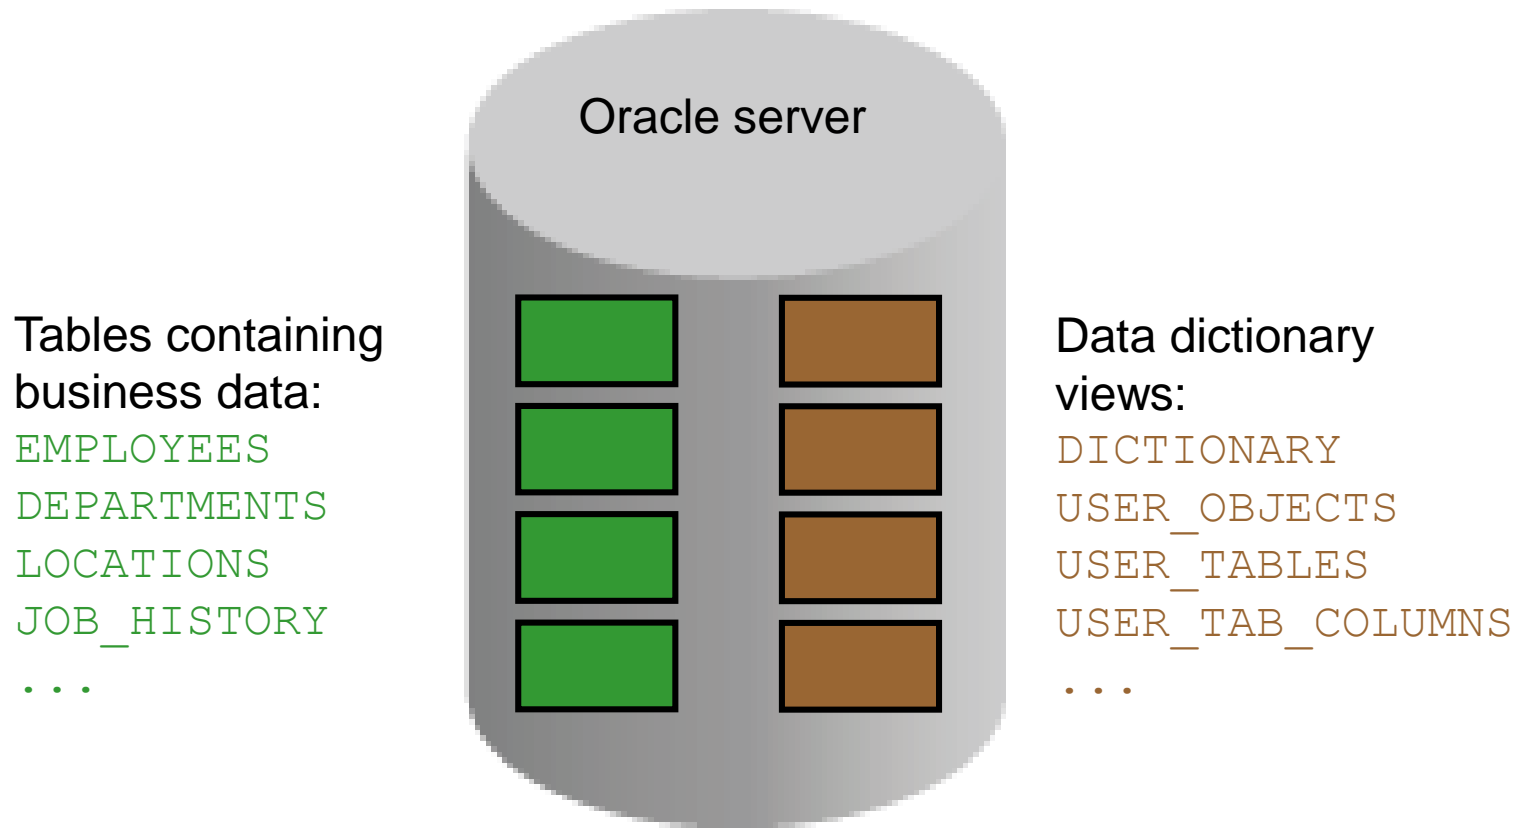 Oracle server
Tables containing
business data:
EMPLOYEES
DEPARTMENTS
LOCATIONS
JOB_HISTORY
...
Data dictionary
views:
DICTIONARY
USER_OBJECTS
USER_TABLES
USER_TAB_COLUMNS
...